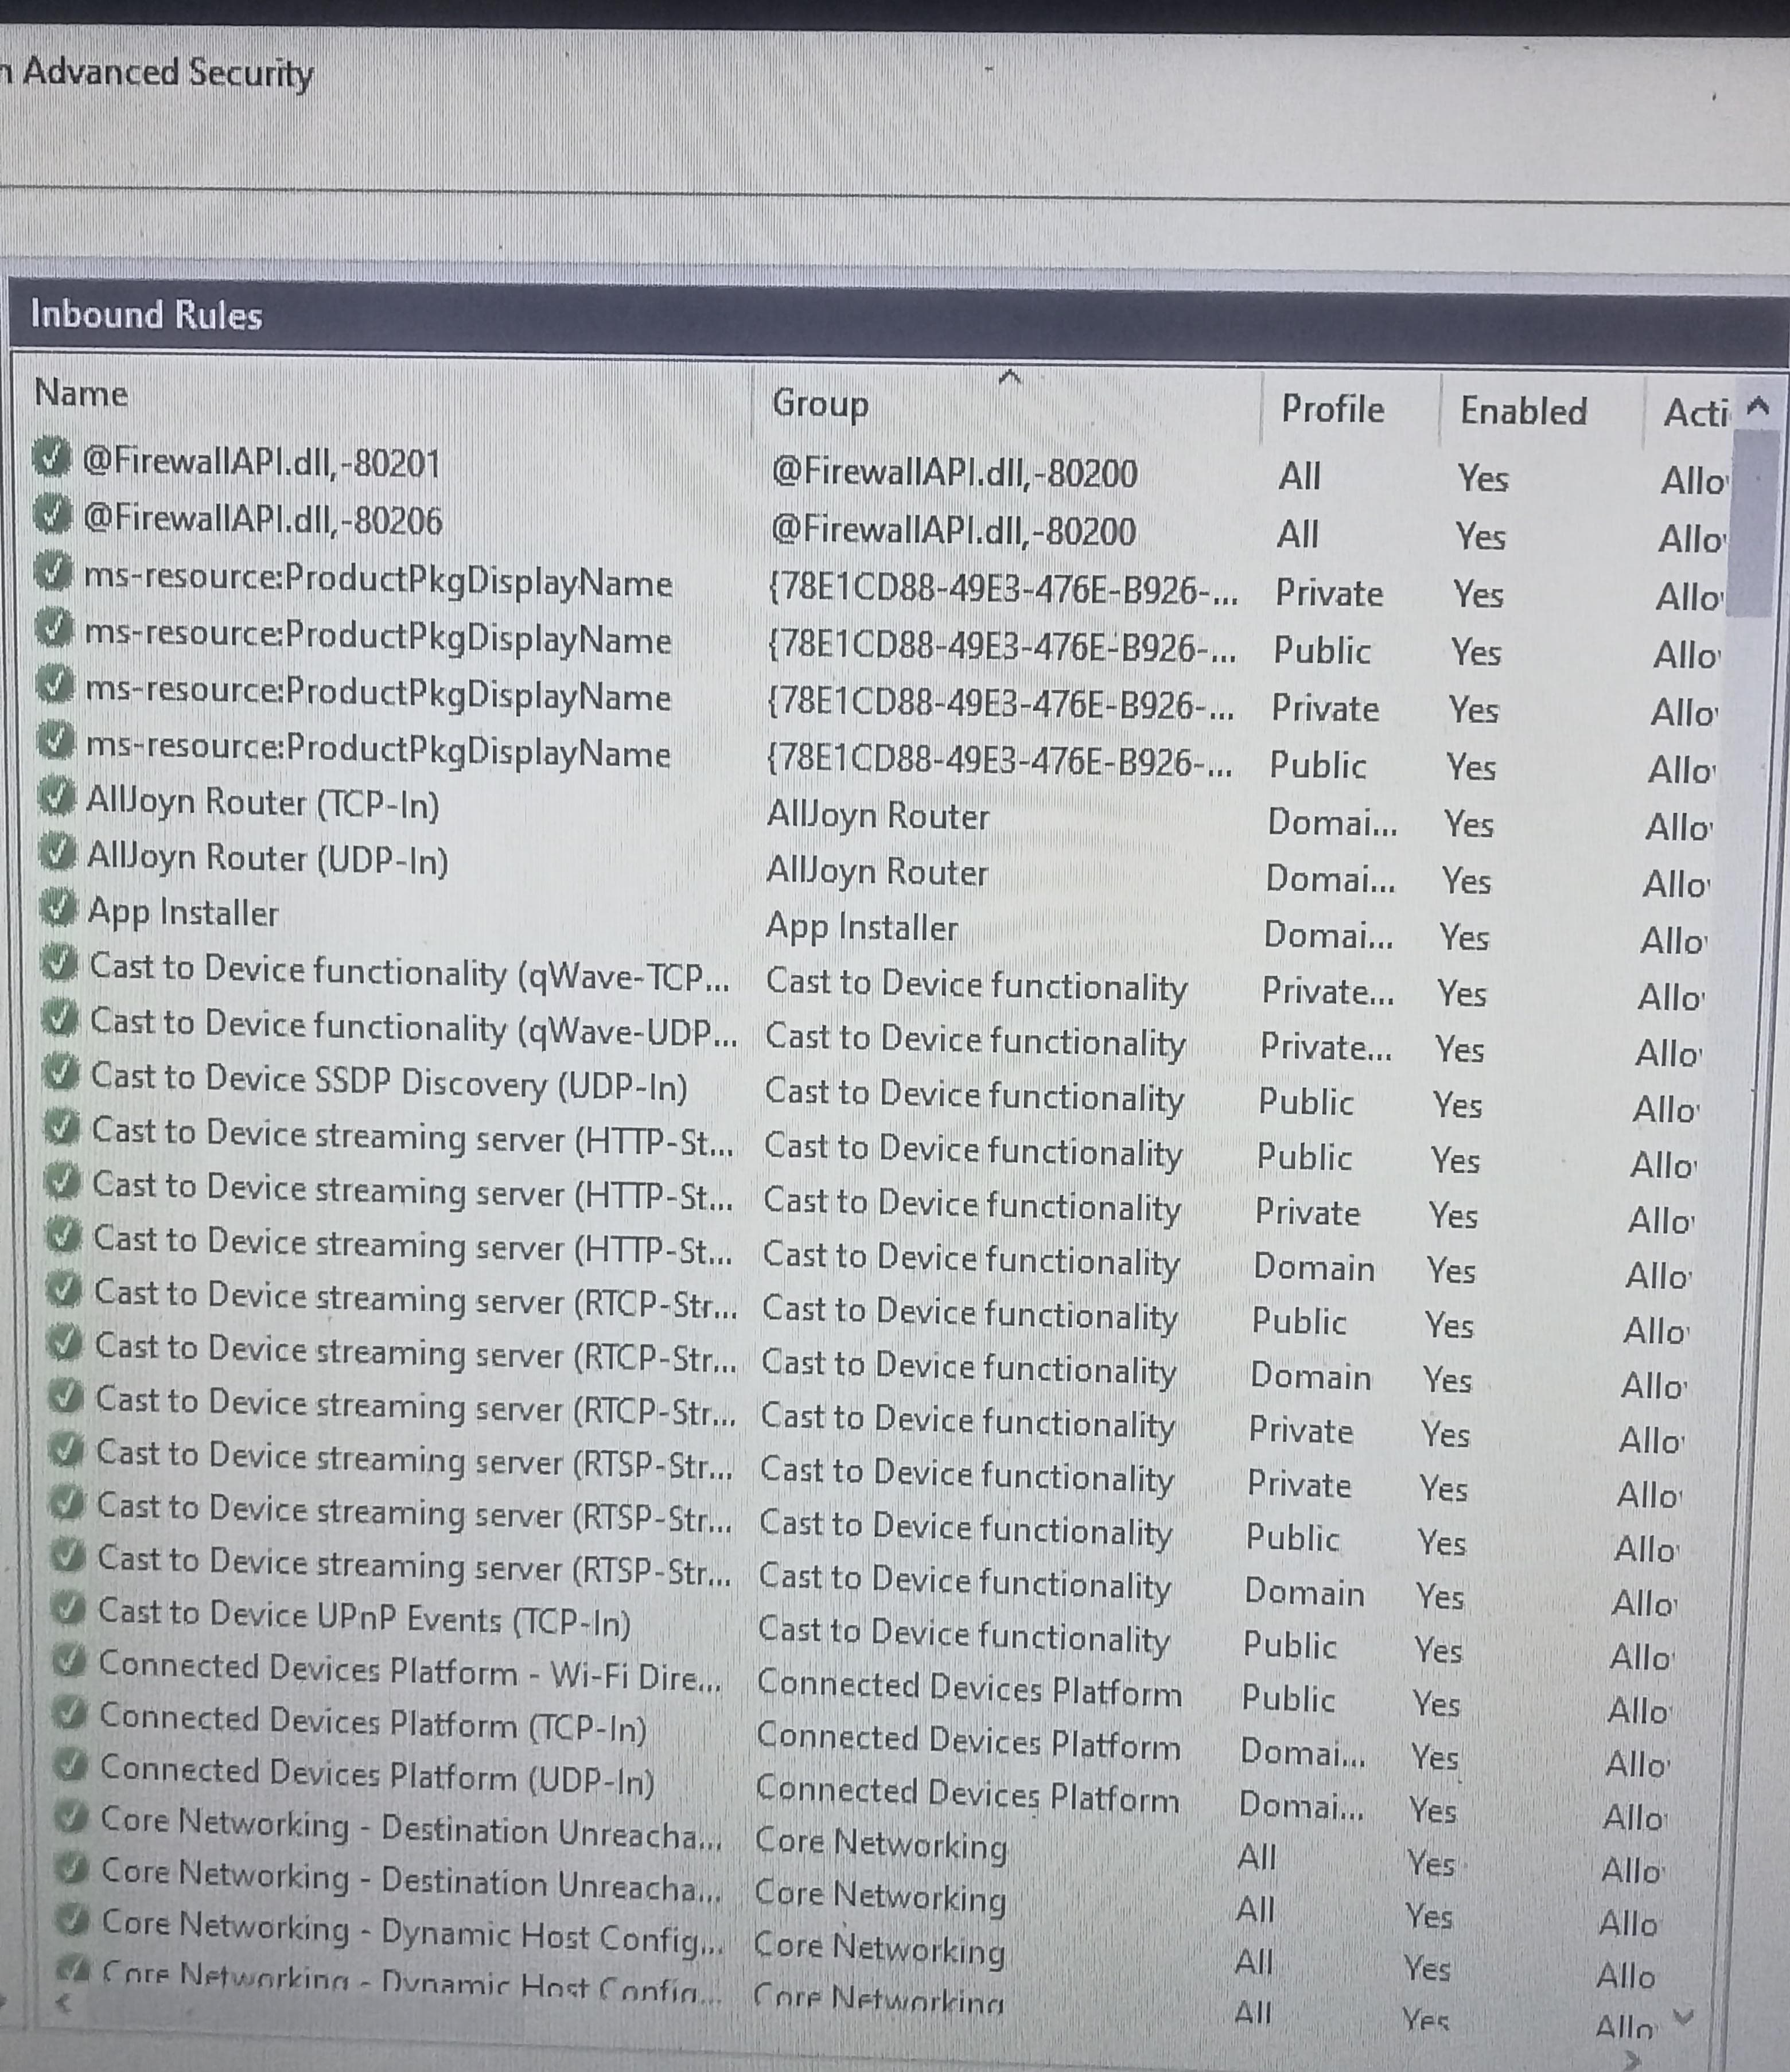 n Advanced Security
Inbound Rules
Name Group Profile Enabled Acti
@FirewallAPI.dll,-80201 @FirewallAPI.dll,-80200 All Yes Allo
@FirewallAPI.dll,-80206 @FirewallAPI.dll,-80200 All Yes Allo
ms-resource:ProductPkgDisplayName {78E1CD88-49E3-476E-B926-... Private Yes Allo
ms-resource:ProductPkgDisplayName {78E1CD88-49E3-476E-B926-... Public Yes Allo
ms-resource:ProductPkgDisplayName {78E1CD88-49E3-476E-B926-... Private Yes Allo
ms-resource:ProductPkgDisplayName {78E1CD88-49E3-476E-B926-... Public Yes Allo
AllJoyn Router (TCP-In) AllJoyn Router Domai... Yes Allo
AllJoyn Router (UDP-In) AllJoyn Router Domai... Yes Allo
App Installer App Installer Domai... Yes Allo
Cast to Device functionality (qWave-TCP... Cast to Device functionality Private... Yes Allo
Cast to Device functionality (qWave-UDP... Cast to Device functionality Private... Yes Allo
Cast to Device SSDP Discovery (UDP-In) Cast to Device functionality Public Yes Allo
Cast to Device streaming server (HTTP-St... Cast to Device functionality Public Yes Allo
Cast to Device streaming server (HTTP-St... Cast to Device functionality Private Yes Allo
Cast to Device streaming server (HTTP-St... Cast to Device functionality Domain Yes Allo
Cast to Device streaming server (RTCP-Str... Cast to Device functionality Public Yes Allo
Cast to Device streaming server (RTCP-Str... Cast to Device functionality Domain Yes Allo
Cast to Device streaming server (RTCP-Str... Cast to Device functionality Private Yes Allo
Cast to Device streaming server (RTSP-Str... Cast to Device functionality Private Yes Allo
Cast to Device streaming server (RTSP-Str... Cast to Device functionality Public Yes Allo
Cast to Device streaming server (RTSP-Str... Cast to Device functionality Domain Yes Allo
Cast to Device UPnP Events (TCP-In) Cast to Device functionality Public Yes Allo
Connected Devices Platform - Wi-Fi Dire... Connected Devices Platform Public Yes Allo
Connected Devices Platform (TCP-In) Connected Devices Platform Domai... Yes Allo
Connected Devices Platform (UDP-In) Connected Devices Platform Domai... Yes Allo
Core Networking - Destination Unreacha... Core Networking All Yes Allo
Core Networking - Destination Unreacha... Core Networking All Yes Allo
Core Networking - Dynamic Host Config... Core Networking All Yes Allo
Core Networking - Dynamic Host Config... Core Networking All Yes Allo